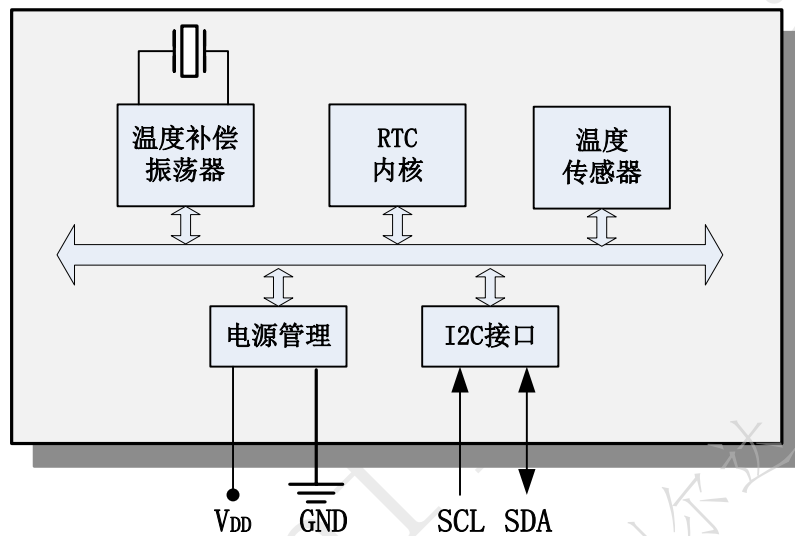 温度补偿
振荡器
RTC
内核
温度
传感器
电源管理
I2C接口
VDD
GND
SCL
SDA